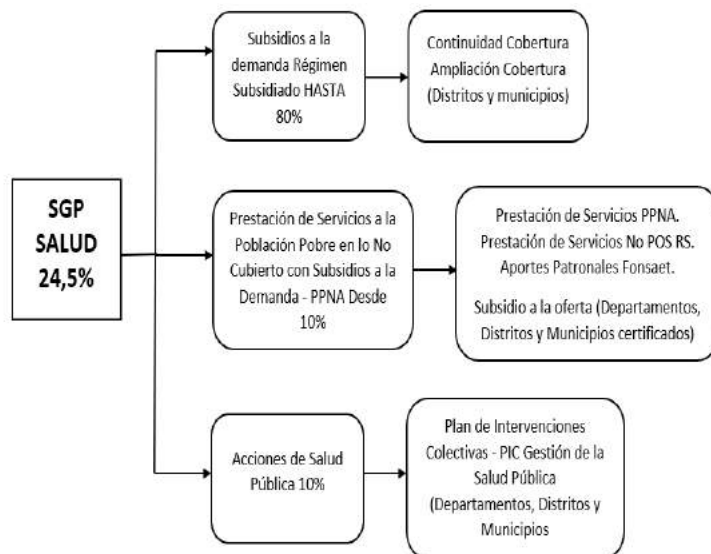 Subsidios a la
demanda Régimen
Subsidiado HASTA
80%
Continuidad Cobertura
Ampliación Cobertura
(Distritos y municipios)
SGP
SALUD
24,5%
Prestación de Servicios a la
Población Pobre en lo No
Cubierto con Subsidios a la
Demanda - PPNA Desde
10%
Prestación de Servicios PPNA.
Prestación de Servicios No POS RS.
Aportes Patronales Fonsaet.
Subsidio a la oferta (Departamentos,
Distritos y Municipios certificados)
Acciones de Salud
Pública 10%
Plan de Intervenciones
Colectivas - PIC Gestión de la
Salud Pública
(Departamentos, Distritos y
Municipios